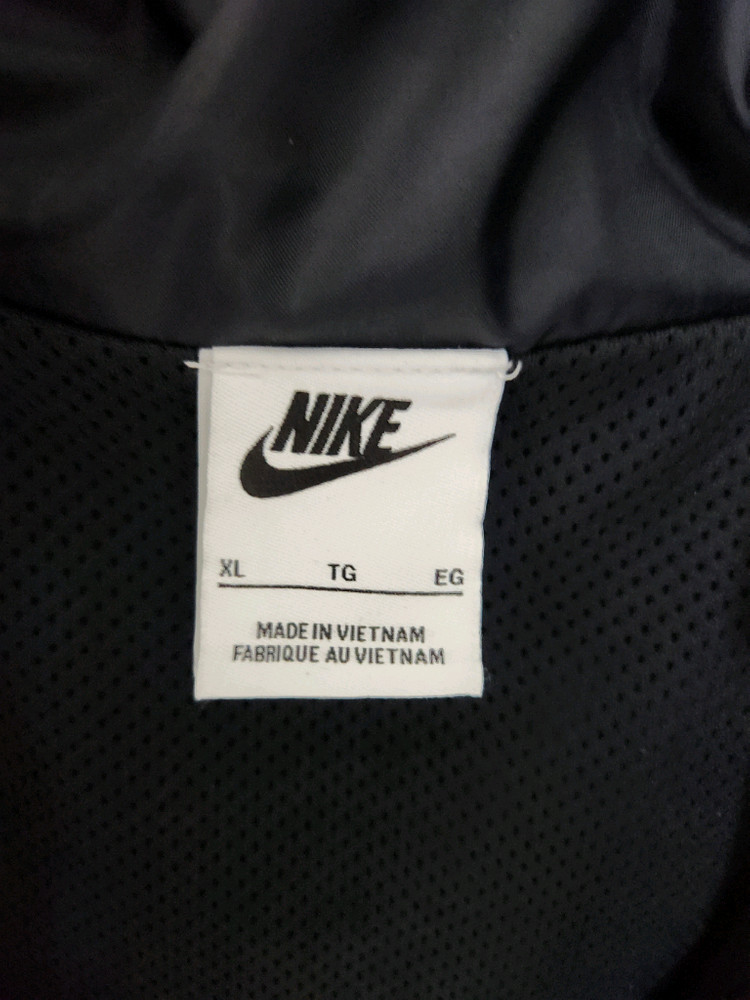 NIKE
XL TG EG
MADE IN VIETNAM
FABRIQUE AU VIETNAM